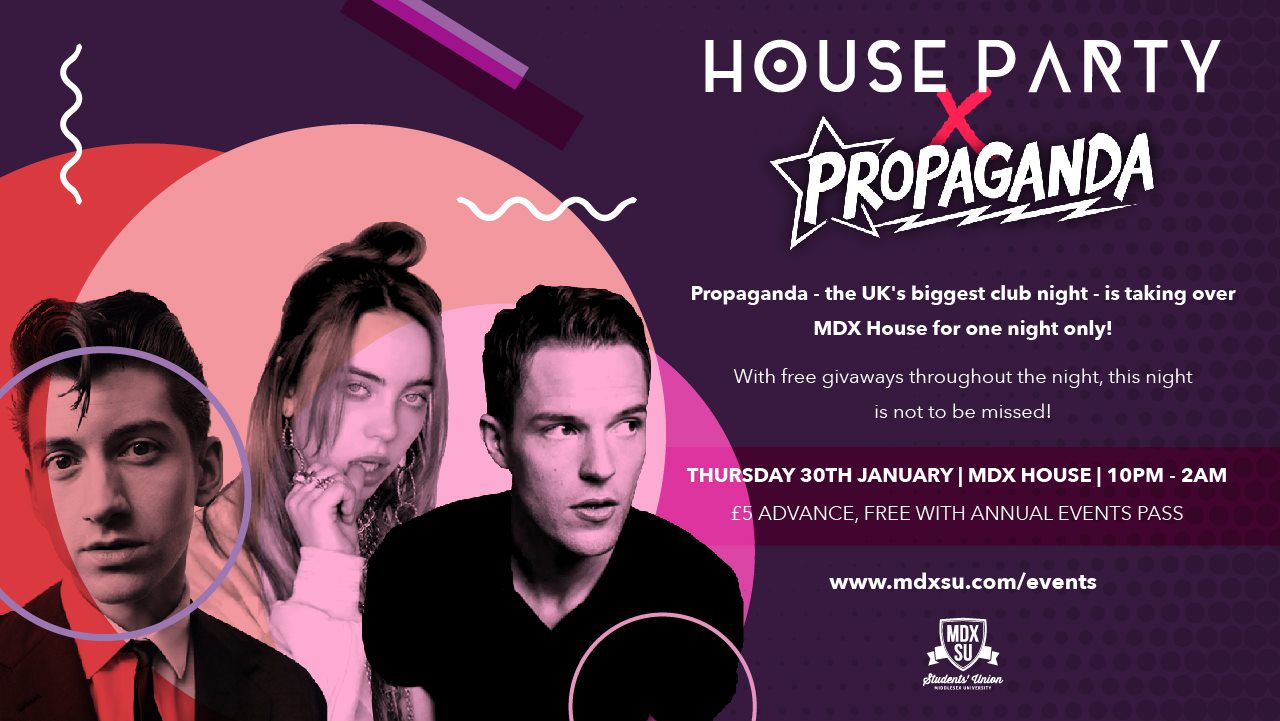 HOUSE PARTY
X
PROPAGANDA
Propaganda - the UK's biggest club night - is taking over
MDX House for one night only!
With free givaways throughout the night, this night
is not to be missed!
THURSDAY 30TH JANUARY | MDX HOUSE | 10PM - 2AM
£5 ADVANCE, FREE WITH ANNUAL EVENTS PASS
www.mdxsu.com/events
MDX
SU
Students' Union
MIDDLESEX UNIVERSITY